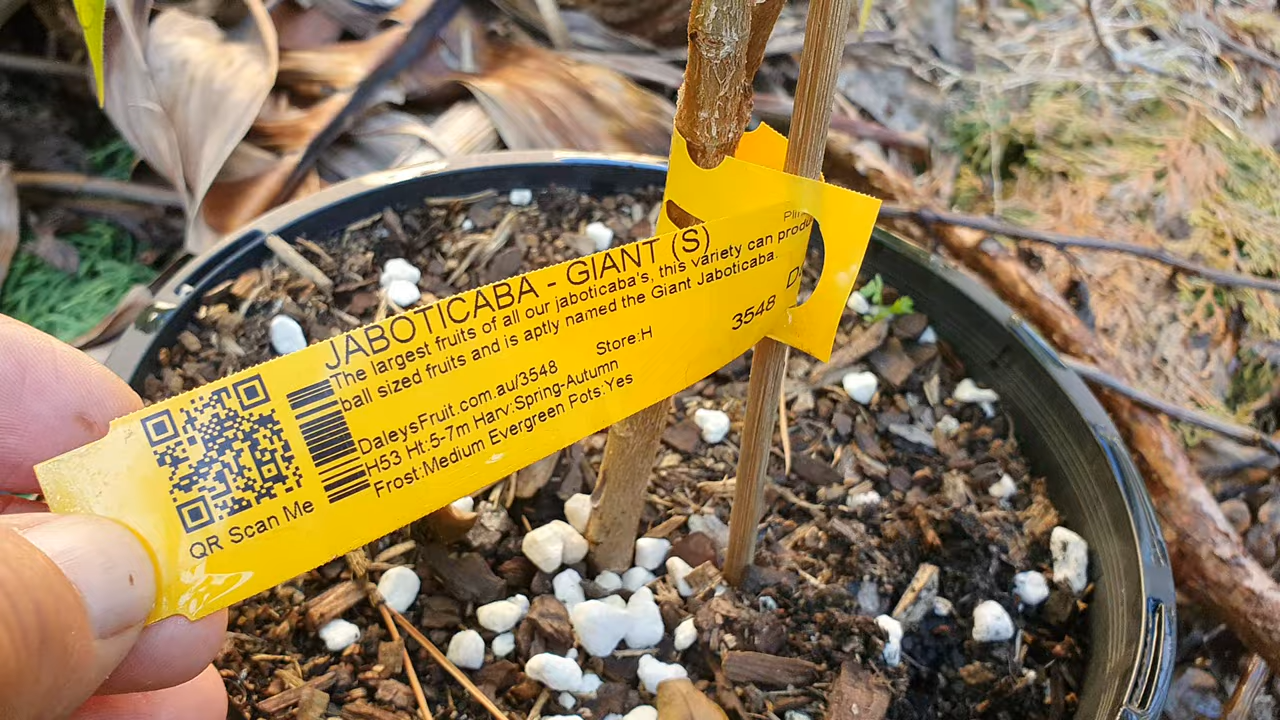 JABOTICABA - GIANT (S)
The largest fruits of all our jaboticaba's, this variety can
ball sized fruits and is aptly named the Giant Jaboticaba.
DaleysFruit.com.au/3548 Store:H
H53 Ht:5-7m Harv:Spring-Autumn
Frost:Medium Evergreen Pots:Yes
3548
QR Scan Me